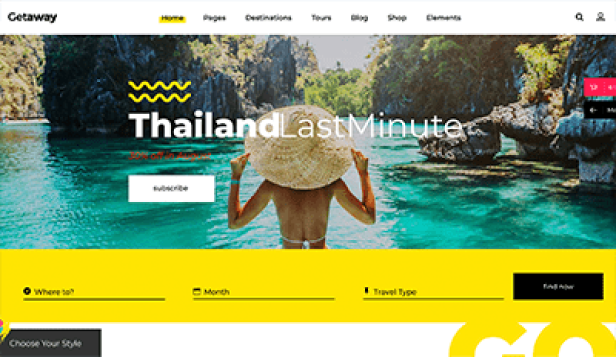 Getaway
Home Pages Destinations Tours Blog Shop Elements
ThailandLastMinute
subscribe
Where to? Month Travel Type find now
Choose Your Style
GO